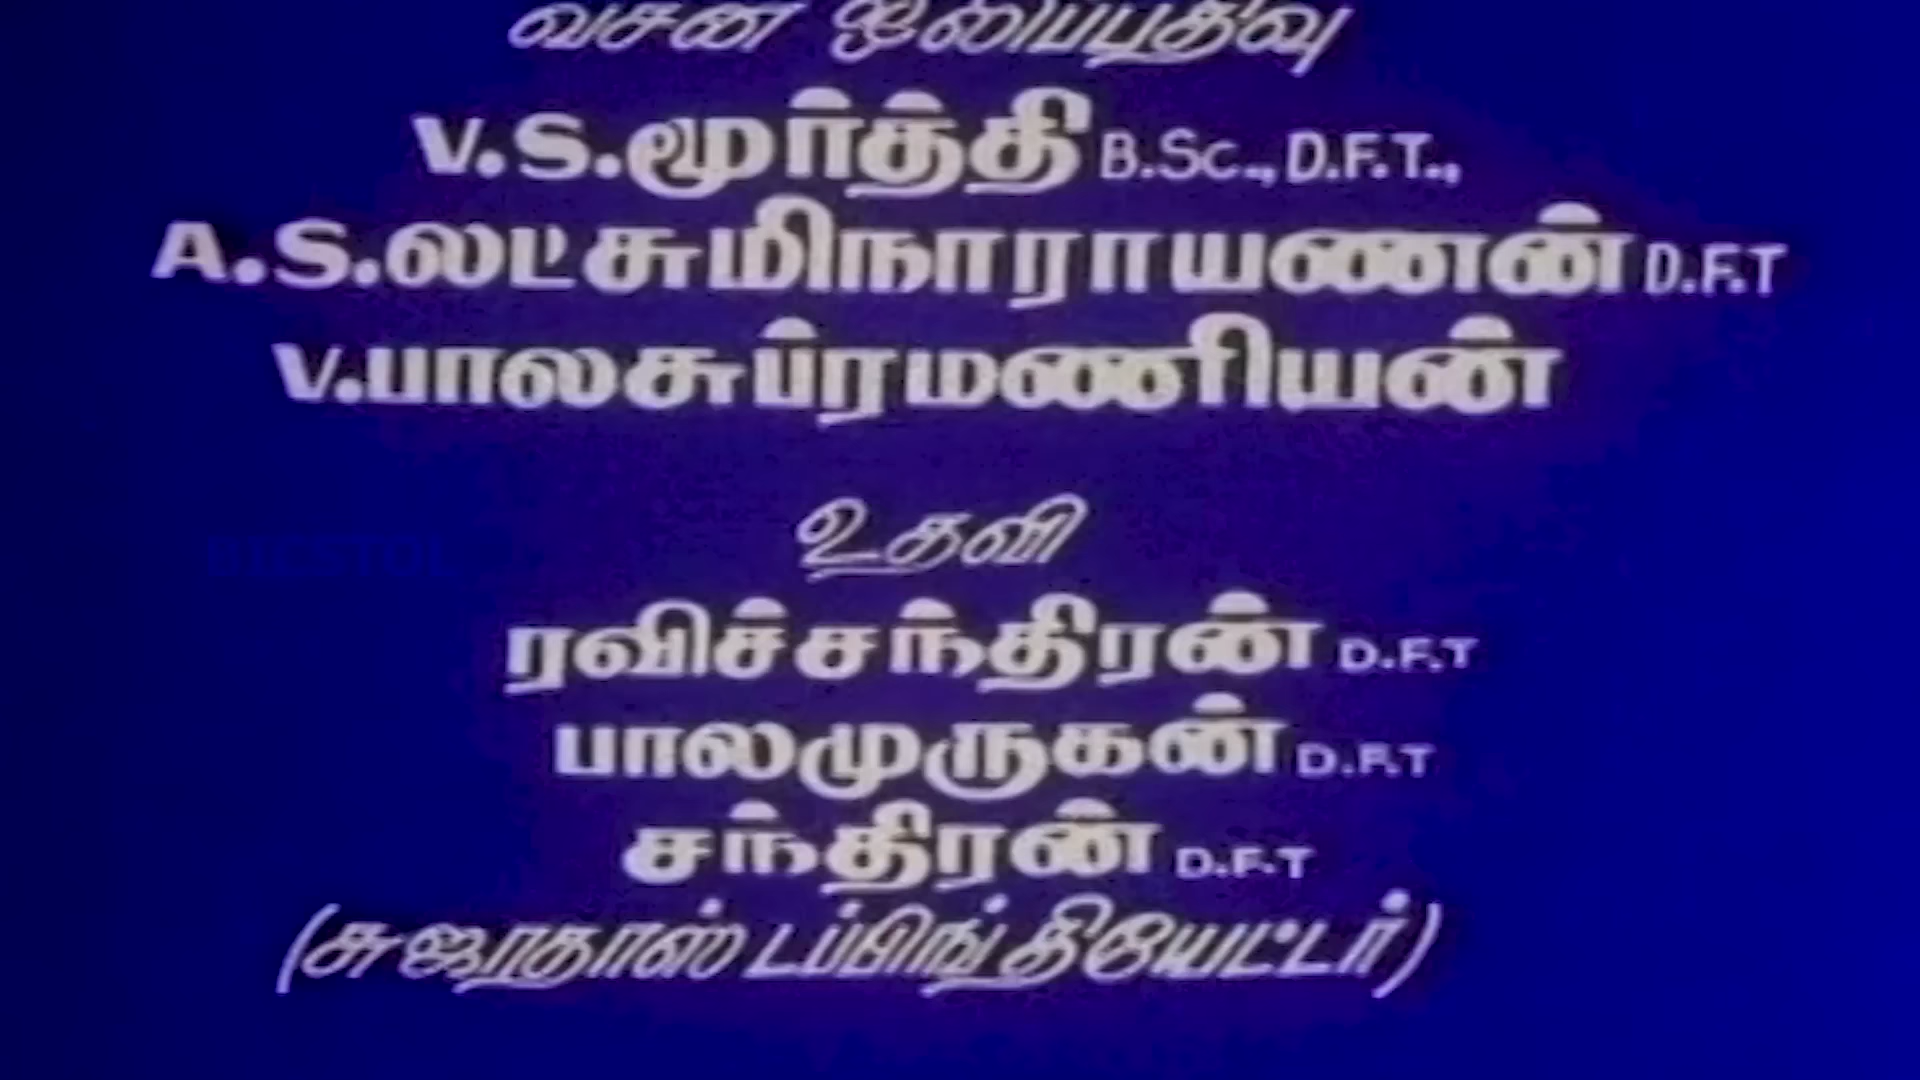 வசன ஒலிப்பதிவு
V.S.மூர்த்தி B.Sc., D.F.T.,
A.S.லட்சுமிநாராயணன் D.F.T
V.பாலசுப்ரமணியன்
உதவி
BICSTOL
ரவிச்சந்திரன் D.F.T
பாலமுருகன் D.F.T
சந்திரன் D.F.T
(சுஜாதாஸ் டப்பிங் தியேட்டர்)